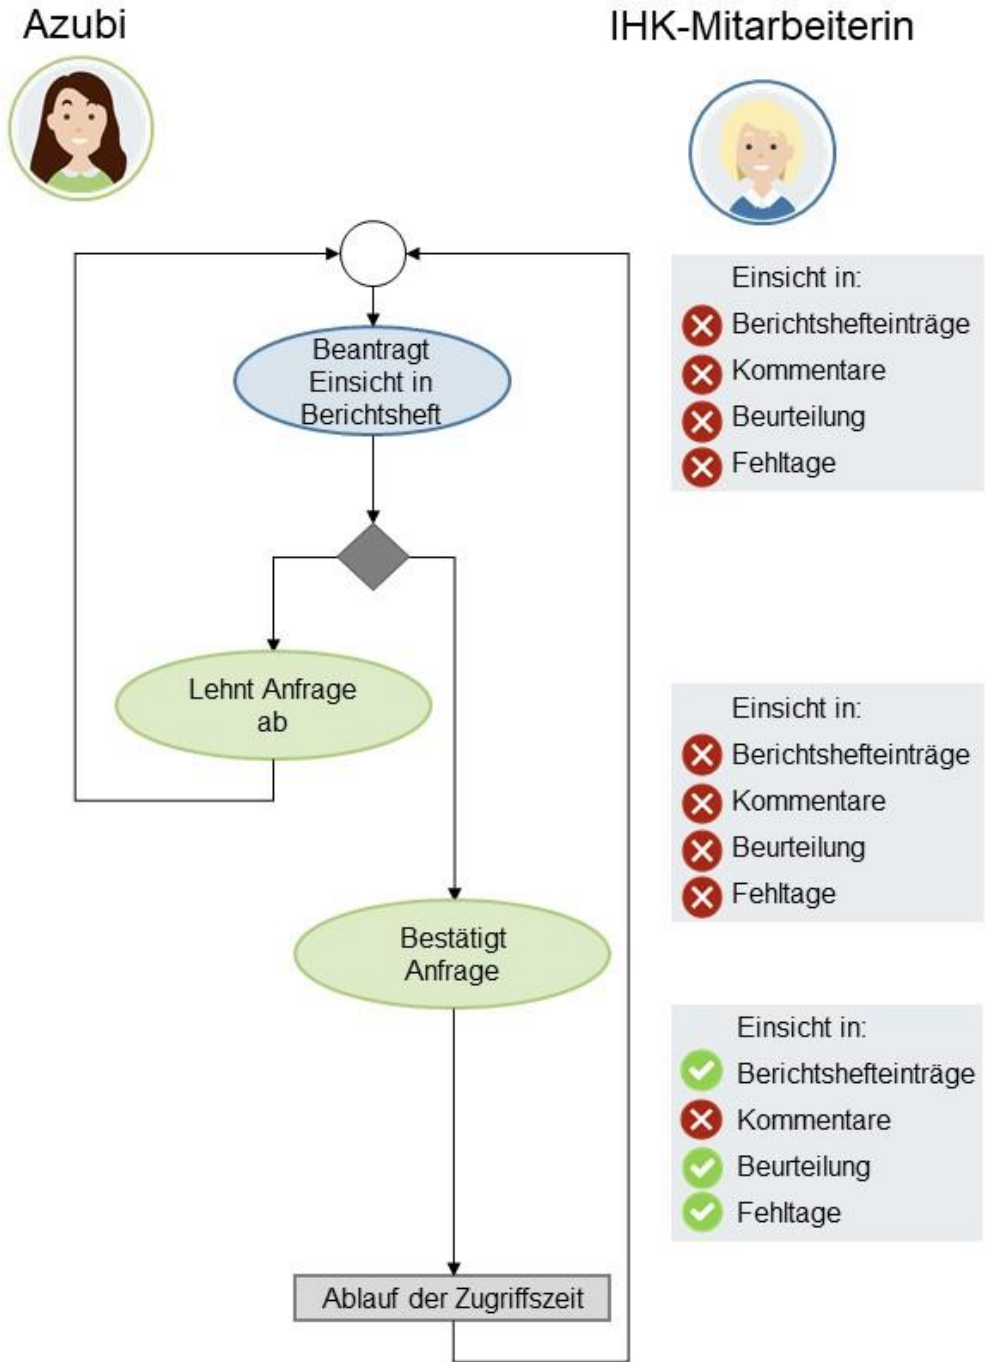 Azubi
IHK-Mitarbeiterin
Einsicht in:
Berichtshefteinträge
Kommentare
Beurteilung
Fehltage
Beantragt
Einsicht in
Berichtsheft
Lehnt Anfrage
ab
Einsicht in:
Berichtshefteinträge
Kommentare
Beurteilung
Fehltage
Bestätigt
Anfrage
Einsicht in:
Berichtshefteinträge
Kommentare
Beurteilung
Fehltage
Ablauf der Zugriffszeit